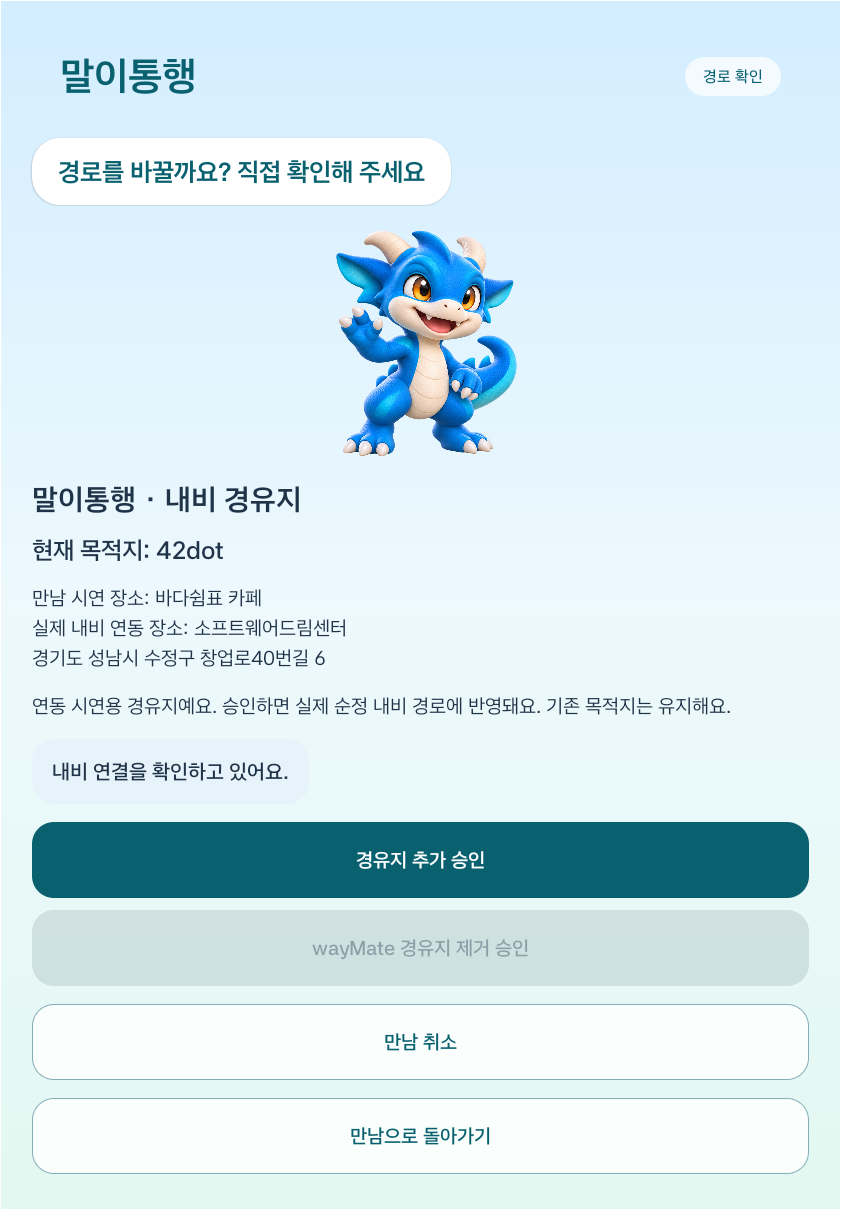 말이통행
경로 확인
경로를 바꿀까요? 직접 확인해 주세요
말이통행 · 내비 경유지
현재 목적지: 42dot
만남 시연 장소: 바다쉼표 카페
실제 내비 연동 장소: 소프트웨어드림센터
경기도 성남시 수정구 창업로40번길 6
연동 시연용 경유지예요. 승인하면 실제 순정 내비 경로에 반영돼요. 기존 목적지는 유지해요.
내비 연결을 확인하고 있어요.
경유지 추가 승인
wayMate 경유지 제거 승인
만남 취소
만남으로 돌아가기